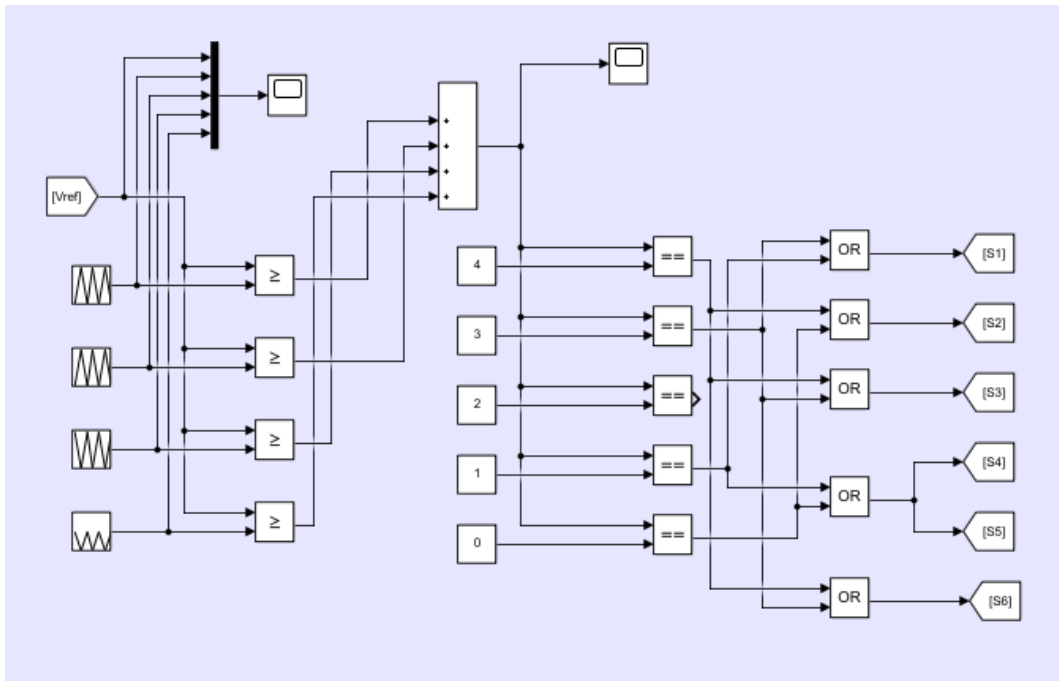 [Vref]
≥
≥
≥
≥
+
+
+
+
4
3
2
1
0
==
==
==
==
==
OR
OR
OR
OR
OR
[S1]
[S2]
[S3]
[S4]
[S5]
[S6]